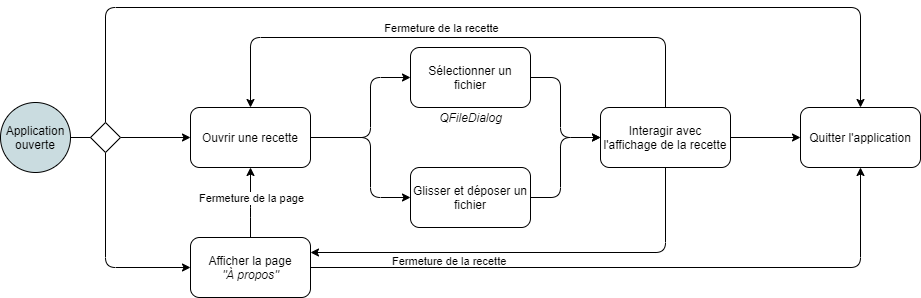 Fermeture de la recette
Sélectionner un
fichier
QFileDialog
Application
ouverte
Ouvrir une recette
Interagir avec
l'affichage de la recette
Quitter l'application
Glisser et déposer un
fichier
Fermeture de la page
Afficher la page
"À propos"
Fermeture de la recette